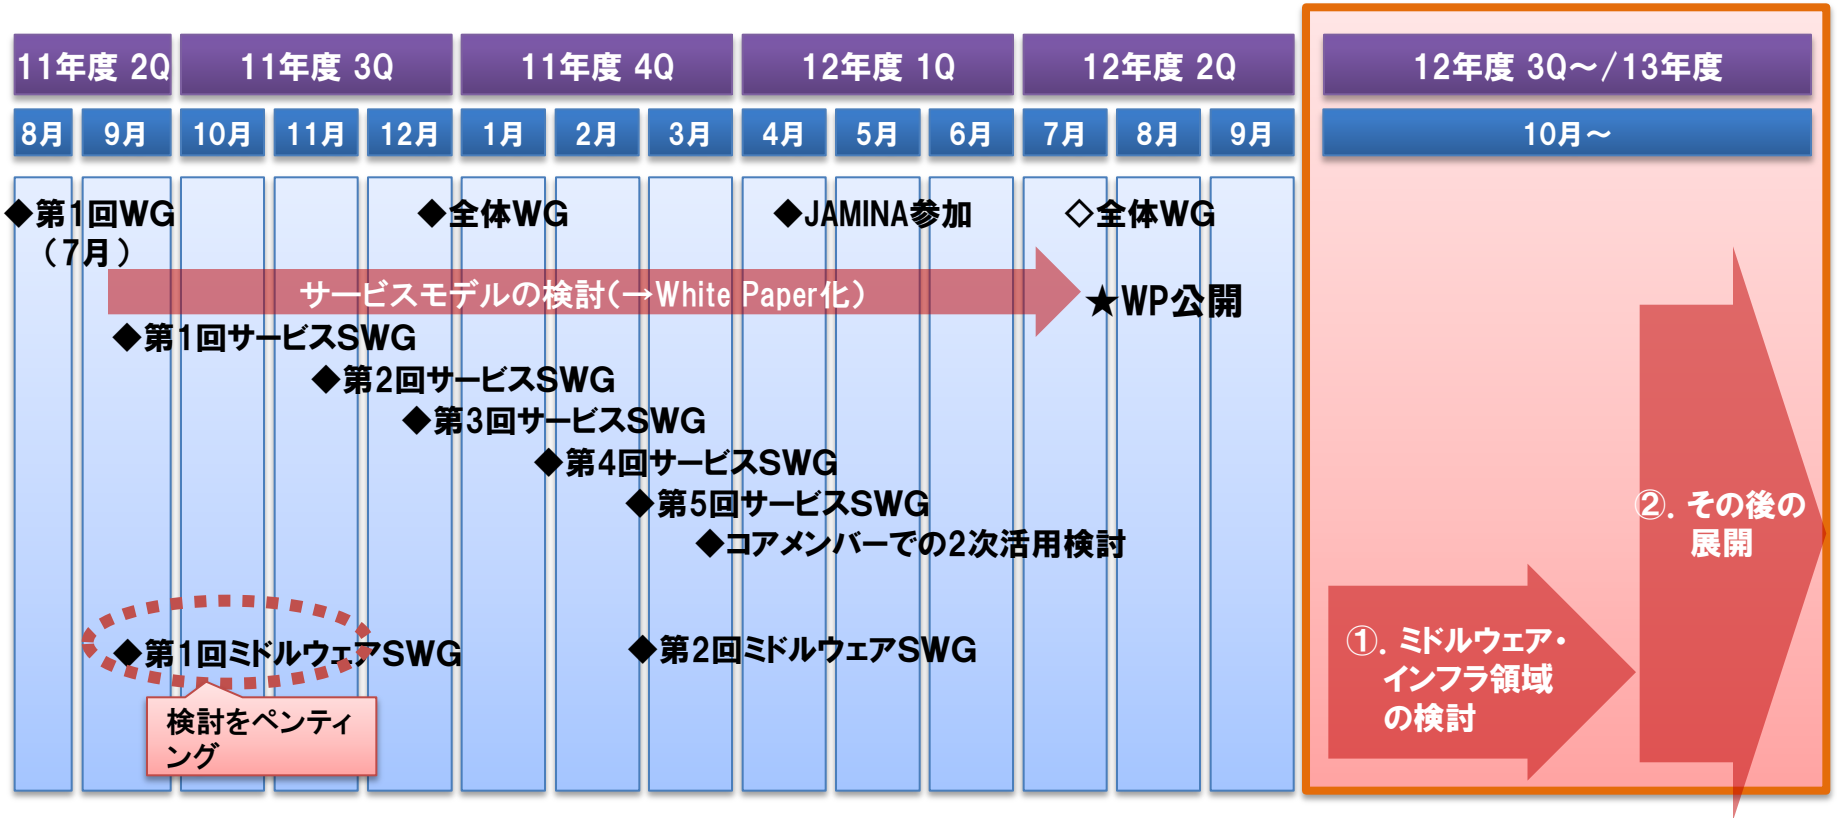 11年度 2Q
11年度 3Q
11年度 4Q
12年度 1Q
12年度 2Q
12年度 3Q～/13年度
8月
9月
10月
11月
12月
1月
2月
3月
4月
5月
6月
7月
8月
9月
10月～
◆第1回WG
（7月）
◆全体WG
◆JAMINA参加
◇全体WG
サービスモデルの検討（→White Paper化）
★WP公開
◆第1回サービスSWG
◆第2回サービスSWG
◆第3回サービスSWG
◆第4回サービスSWG
◆第5回サービスSWG
◆コアメンバーでの2次活用検討
◆第1回ミドルウェアSWG
◆第2回ミドルウェアSWG
検討をペンティ
ング
①．ミドルウェア・
インフラ領域
の検討
②．その後の
展開